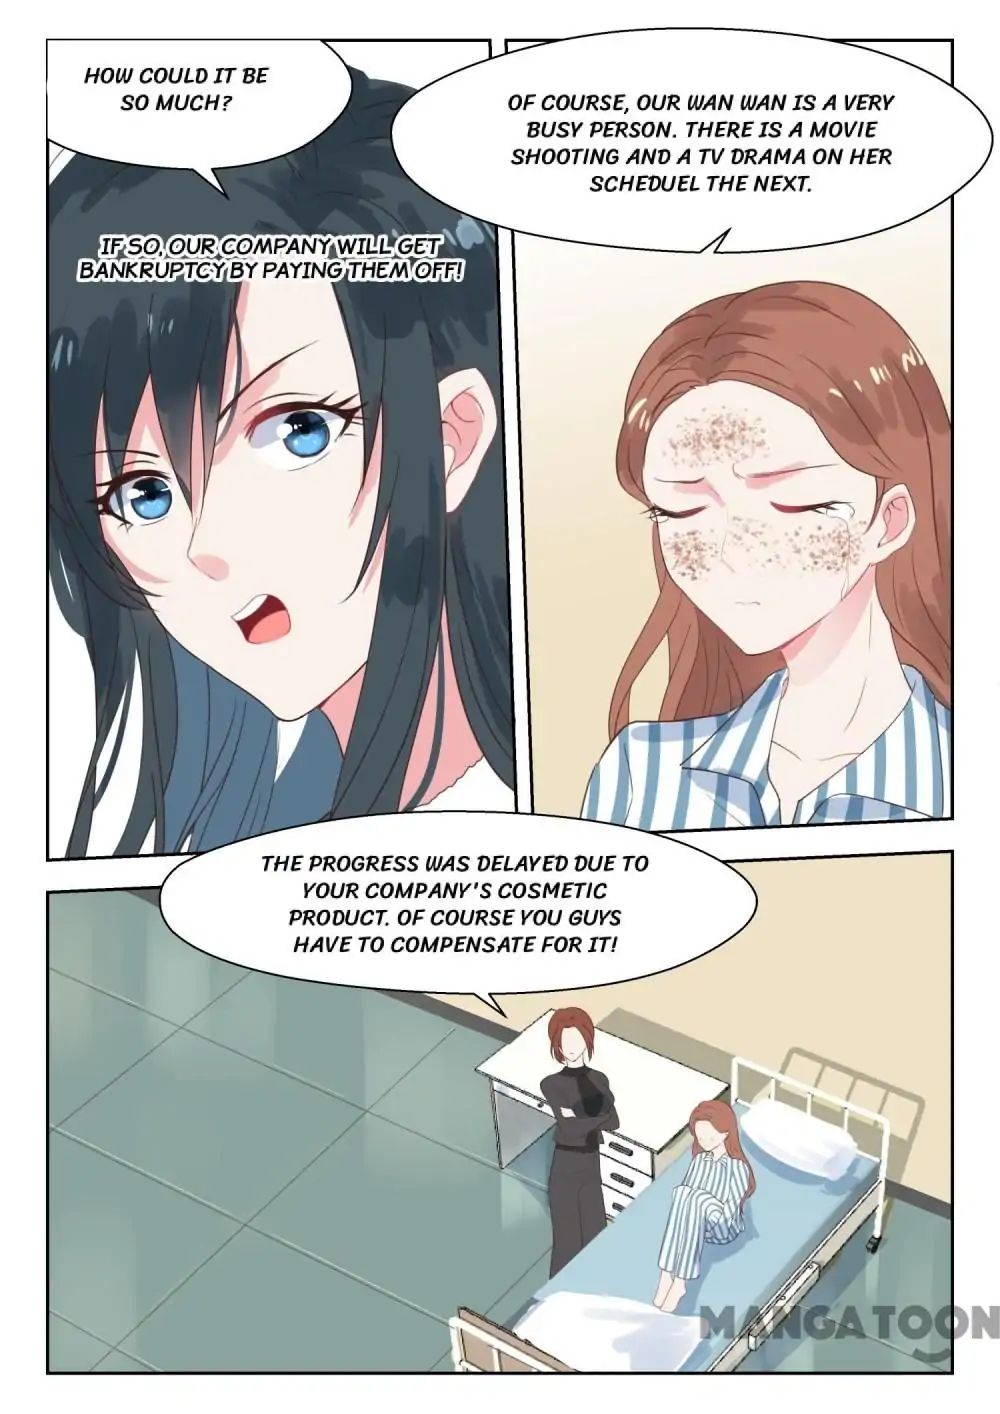 HOW COULD IT BE
SO MUCH?
IF SO, OUR COMPANY WILL GET
BANKRUPTCY BY PAYING THEM OFF!
OF COURSE, OUR WAN WAN IS A VERY
BUSY PERSON. THERE IS A MOVIE
SHOOTING AND A TV DRAMA ON HER
SCHEDUEL THE NEXT.
THE PROGRESS WAS DELAYED DUE TO
YOUR COMPANY'S COSMETIC
PRODUCT. OF COURSE YOU GUYS
HAVE TO COMPENSATE FOR IT!
MANGATOON